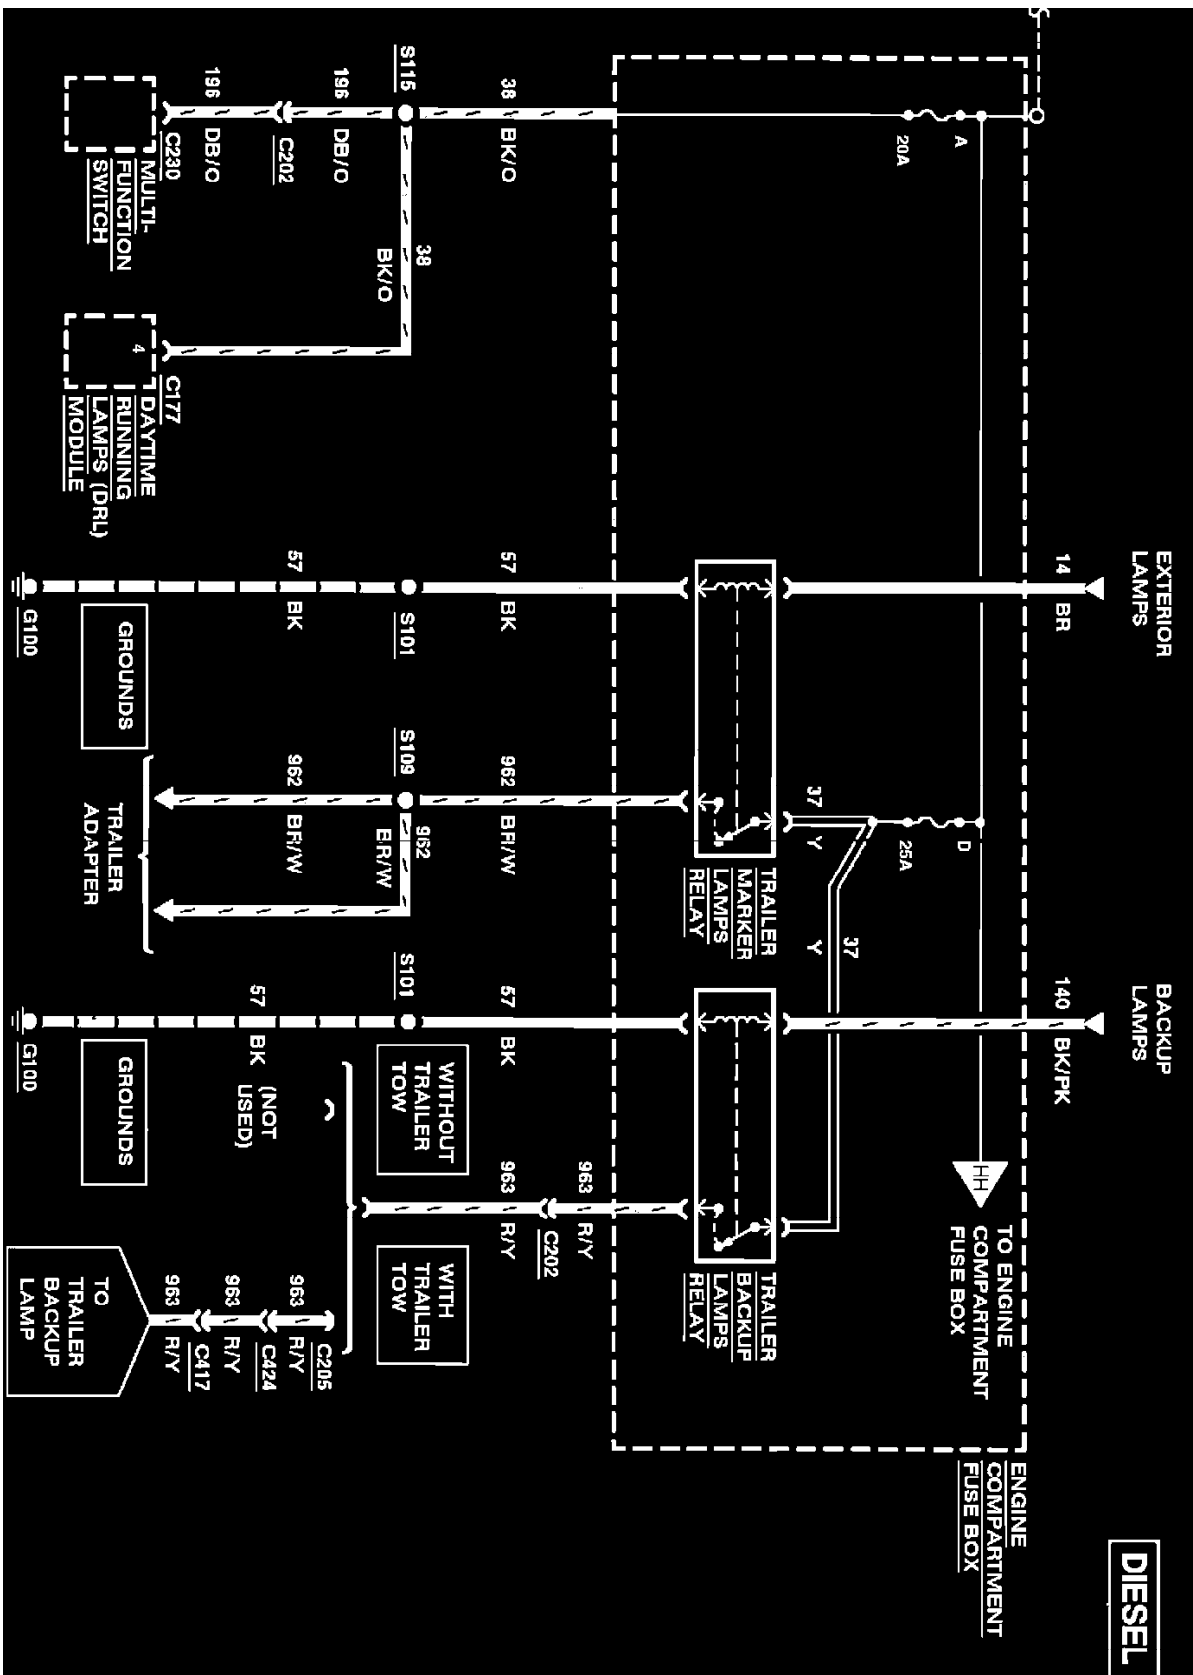 DIESEL
EXTERIOR
LAMPS
BACKUP
LAMPS
14 BR
140 BK/PK
ENGINE
COMPARTMENT
FUSE BOX
A
20A
D
25A
HH
TO ENGINE
COMPARTMENT
FUSE BOX
37 Y
37
Y
TRAILER
MARKER
LAMPS
RELAY
TRAILER
BACKUP
LAMPS
RELAY
38 BK/O
57 BK
962 BR/W
57 BK
963 R/Y
C202
963 R/Y
S115
S101
S109
S101
38
BK/O
962
BR/W
WITHOUT
TRAILER
TOW
WITH
TRAILER
TOW
196 DB/O
C202
196 DB/O
C230
57 BK
962 BR/W
57 BK
(NOT
USED)
C205
963 R/Y
C424
963 R/Y
C417
963 R/Y
MULTI-
FUNCTION
SWITCH
C177
4
DAYTIME
RUNNING
LAMPS (DRL)
MODULE
GROUNDS
G100
TRAILER
ADAPTER
GROUNDS
G100
TO
TRAILER
BACKUP
LAMP